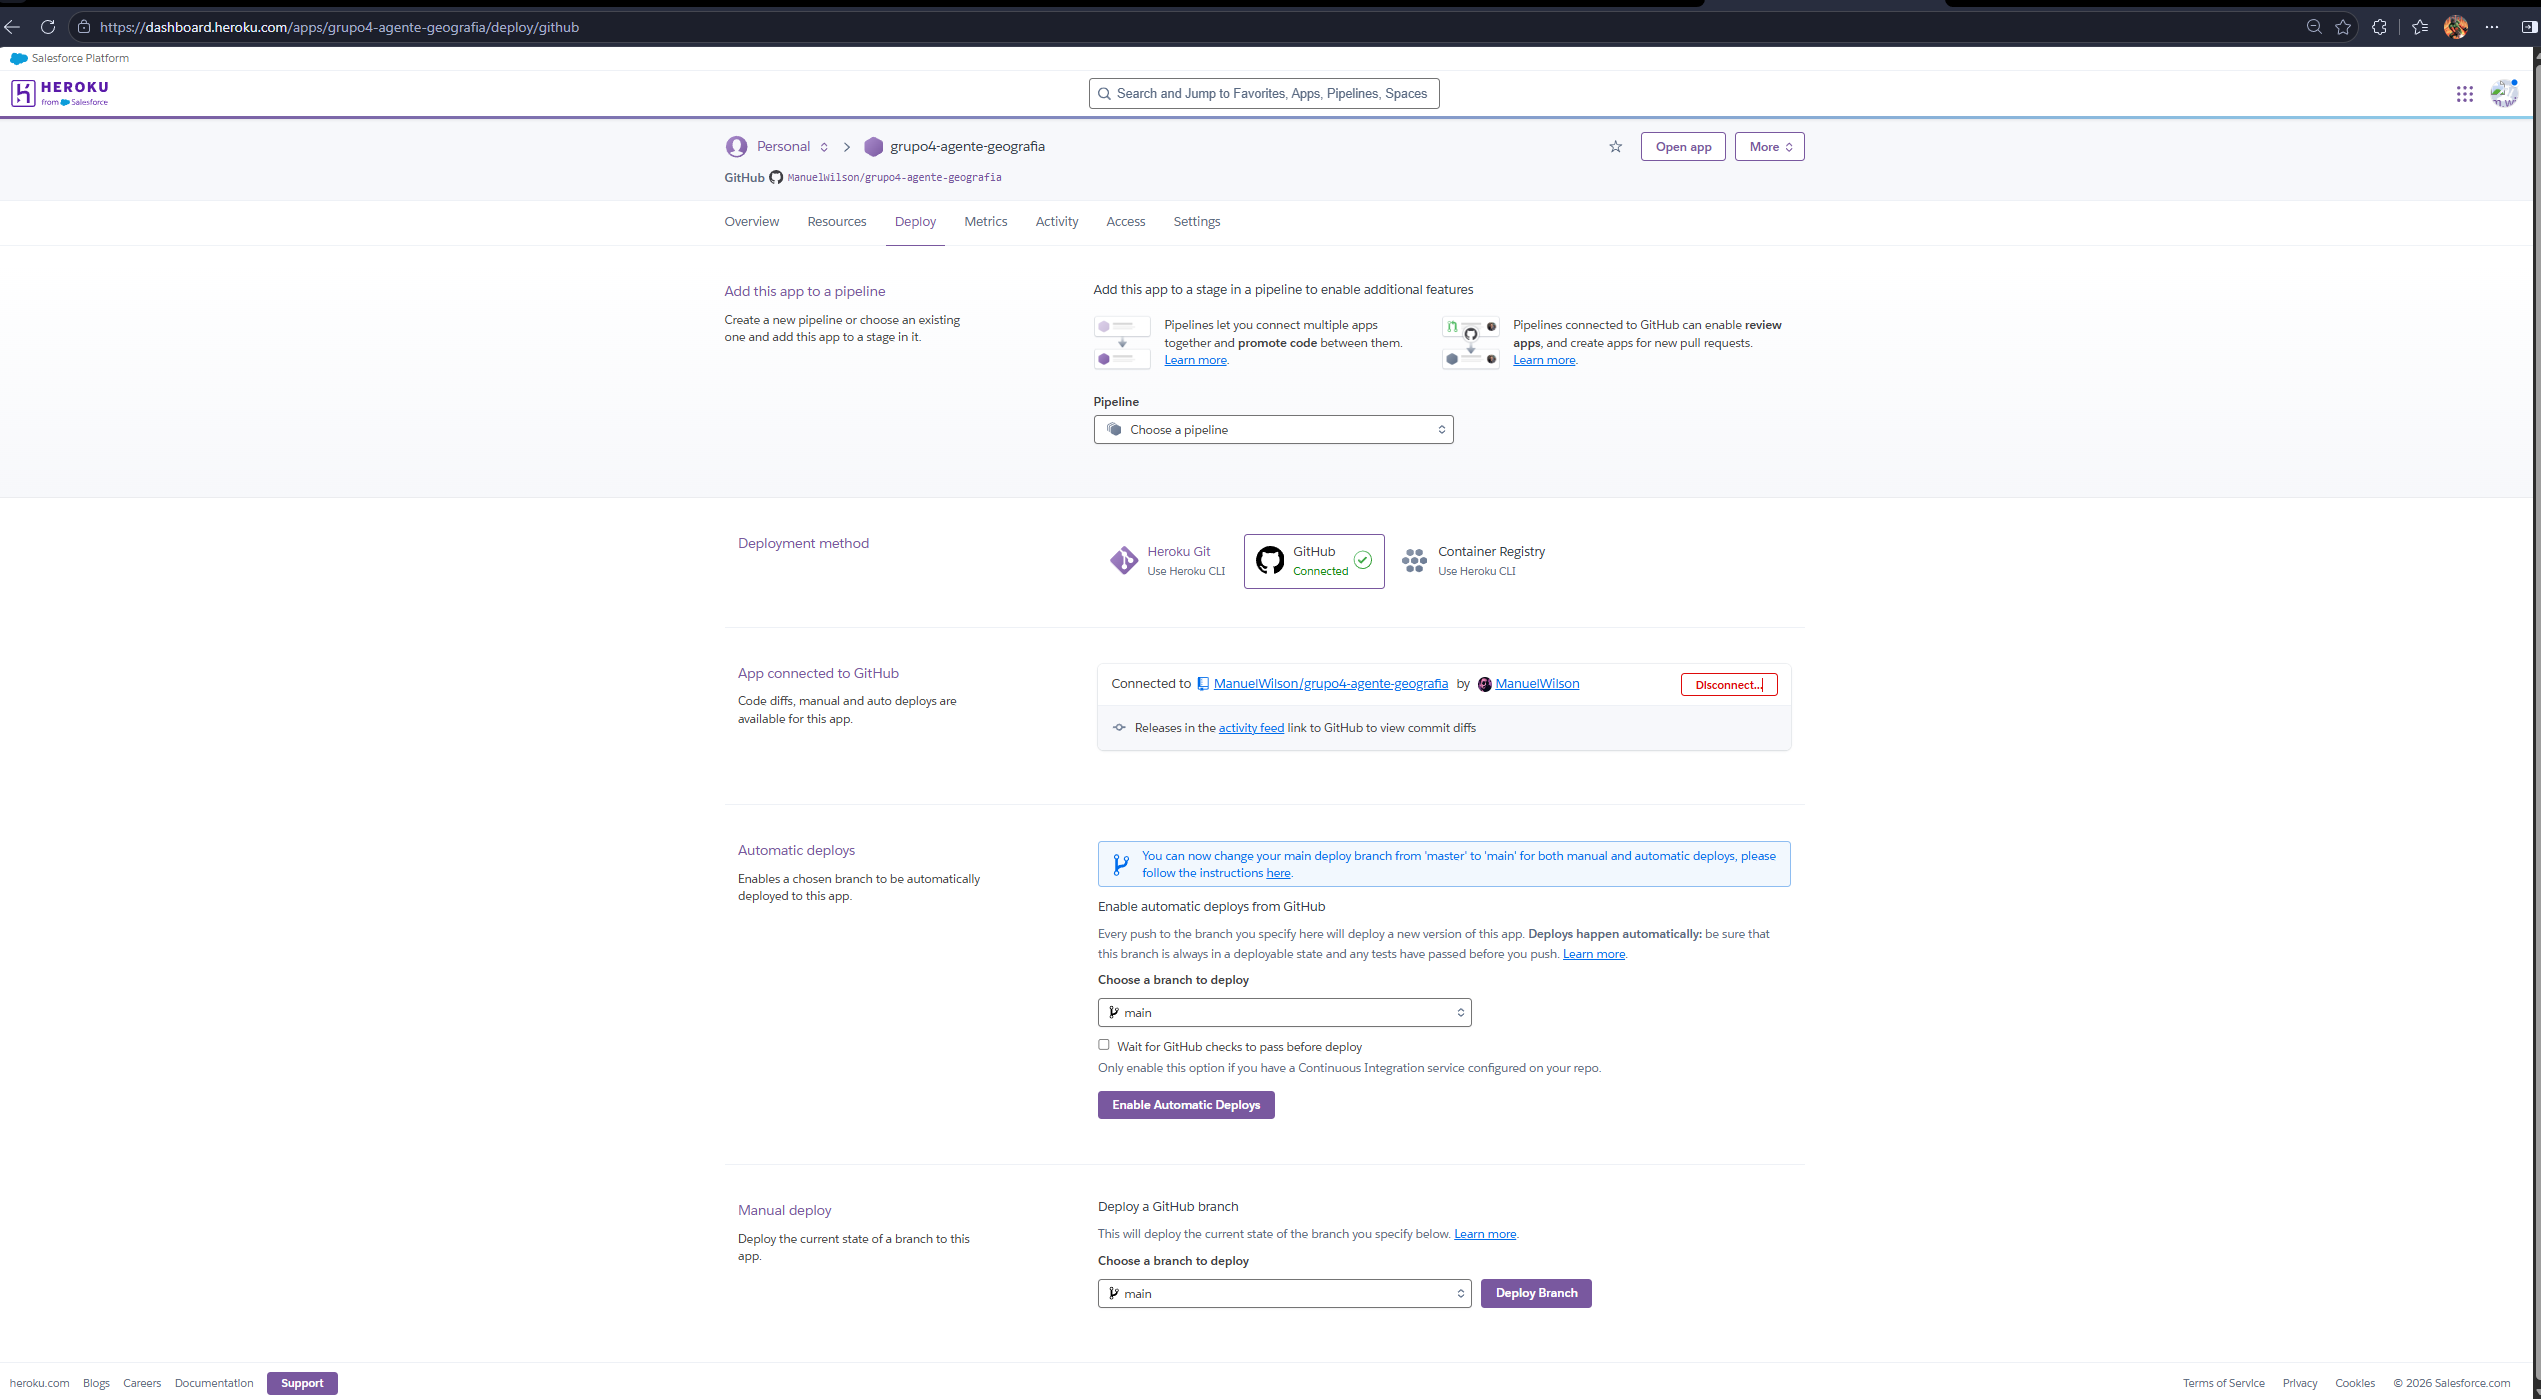 https://dashboard.heroku.com/apps/grupo4-agente-geografia/deploy/github
Salesforce Platform
HEROKU
from Salesforce
Search and Jump to Favorites, Apps, Pipelines, Spaces
Personal
grupo4-agente-geografia
Open app
More
GitHub ManuelWilson/grupo4-agente-geografia
Overview Resources Deploy Metrics Activity Access Settings
Add this app to a pipeline
Create a new pipeline or choose an existing
one and add this app to a stage in it.
Add this app to a stage in a pipeline to enable additional features
Pipelines let you connect multiple apps
together and promote code between them.
Learn more.
Pipelines connected to GitHub can enable review
apps, and create apps for new pull requests.
Learn more.
Pipeline
Choose a pipeline
Deployment method
Heroku Git
Use Heroku CLI
GitHub
Connected
Container Registry
Use Heroku CLI
App connected to GitHub
Code diffs, manual and auto deploys are
available for this app.
Connected to ManuelWilson/grupo4-agente-geografia by ManuelWilson
Disconnect...
Releases in the activity feed link to GitHub to view commit diffs
Automatic deploys
Enables a chosen branch to be automatically
deployed to this app.
You can now change your main deploy branch from 'master' to 'main' for both manual and automatic deploys, please
follow the instructions here.
Enable automatic deploys from GitHub
Every push to the branch you specify here will deploy a new version of this app. Deploys happen automatically: be sure that
this branch is always in a deployable state and any tests have passed before you push. Learn more.
Choose a branch to deploy
main
Wait for GitHub checks to pass before deploy
Only enable this option if you have a Continuous Integration service configured on your repo.
Enable Automatic Deploys
Manual deploy
Deploy the current state of a branch to this
app.
Deploy a GitHub branch
This will deploy the current state of the branch you specify below. Learn more.
Choose a branch to deploy
main
Deploy Branch
heroku.com Blogs Careers Documentation Support
Terms of Service Privacy Cookies © 2026 Salesforce.com